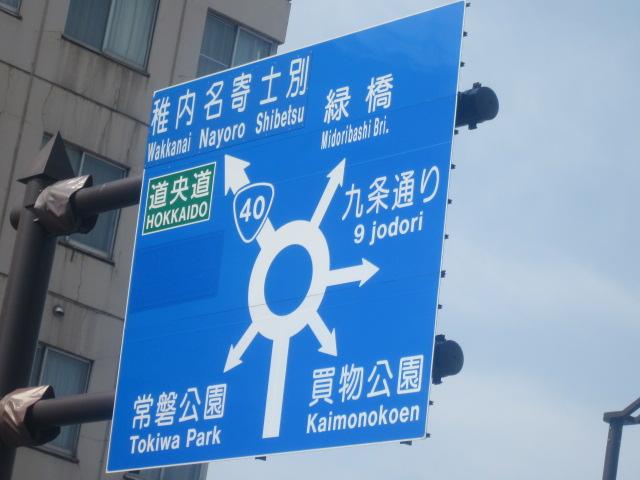 稚内 名寄 士別
Wakkanai Nayoro Shibetsu
緑橋
Midoribashi Bri.
道央道
HOKKAIDO
40
九条通り
9 jodori
常磐公園
Tokiwa Park
買物公園
Kaimonokoen